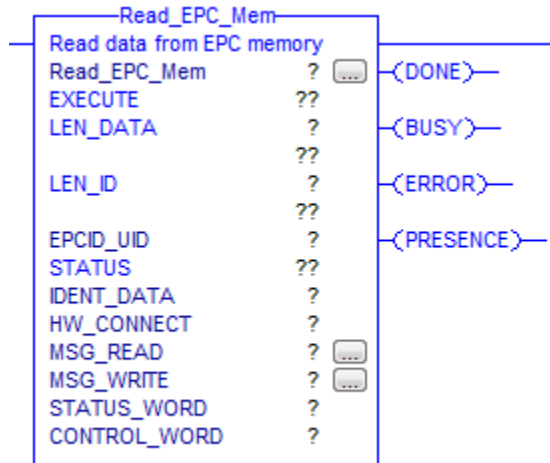 Read_EPC_Mem
Read data from EPC memory
Read_EPC_Mem ? ... (DONE)
EXECUTE ??
LEN_DATA ? (BUSY)
??
LEN_ID ? (ERROR)
??
EPCID_UID ? (PRESENCE)
STATUS ??
IDENT_DATA ?
HW_CONNECT ?
MSG_READ ? ...
MSG_WRITE ? ...
STATUS_WORD ?
CONTROL_WORD ?